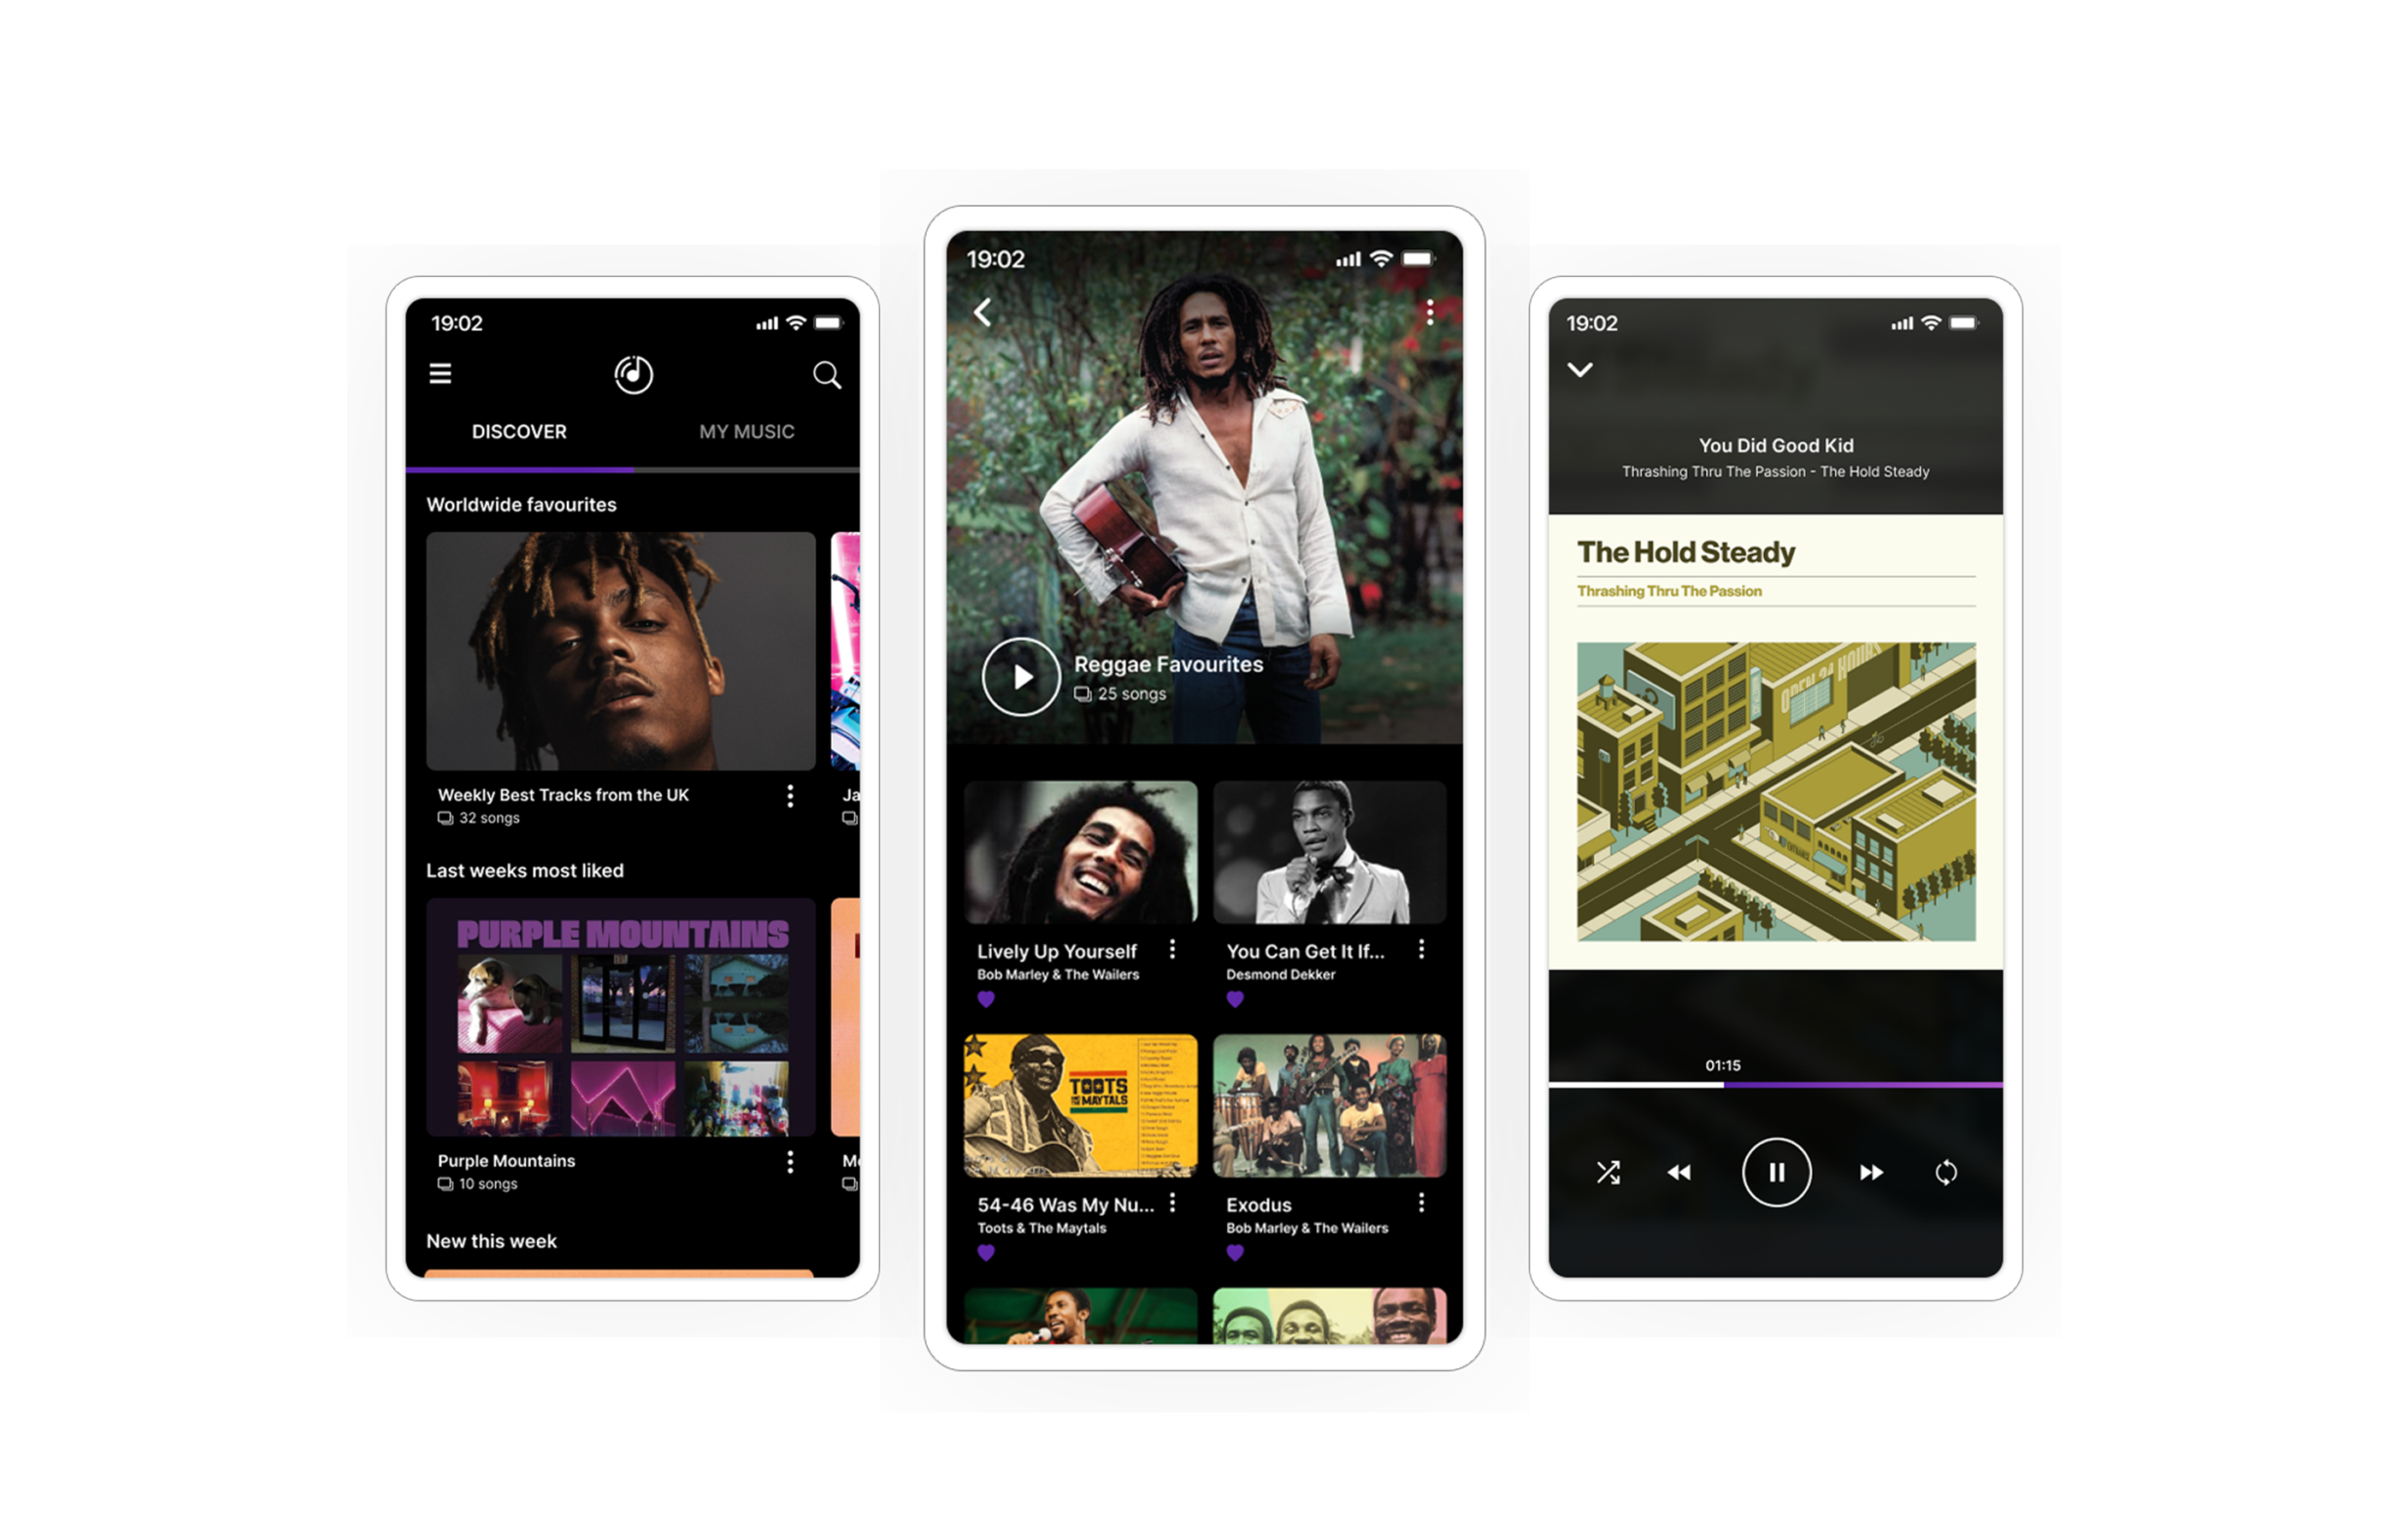 19:02
DISCOVER
MY MUSIC
Worldwide favourites
Weekly Best Tracks from the UK
32 songs
Ja
Last weeks most liked
PURPLE MOUNTAINS
Purple Mountains
10 songs
New this week
19:02
Reggae Favourites
25 songs
Lively Up Yourself
Bob Marley & The Wailers
You Can Get It If...
Desmond Dekker
TOOTS
AND THE MAYTALS
54-46 Was My Nu...
Toots & The Maytals
Exodus
Bob Marley & The Wailers
19:02
You Did Good Kid
Thrashing Thru The Passion - The Hold Steady
The Hold Steady
Thrashing Thru The Passion
OPEN 24 HOURS
01:15